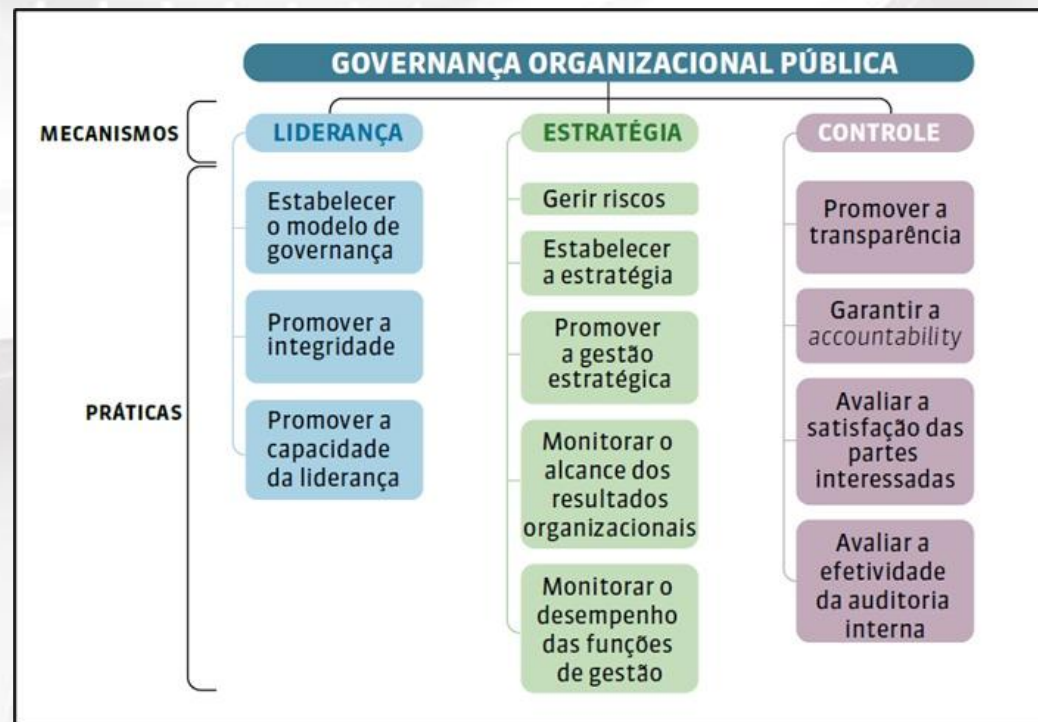 GOVERNANÇA ORGANIZACIONAL PÚBLICA
MECANISMOS
LIDERANÇA
ESTRATÉGIA
CONTROLE
PRÁTICAS
Estabelecer
o modelo de
governança
Promover a
integridade
Promover a
capacidade
da liderança
Gerir riscos
Estabelecer
a estratégia
Promover
a gestão
estratégica
Monitorar o
alcance dos
resultados
organizacionais
Monitorar o
desempenho
das funções
de gestão
Promover a
transparência
Garantir a
accountability
Avaliar a
satisfação das
partes
interessadas
Avaliar a
efetividade
da auditoria
interna